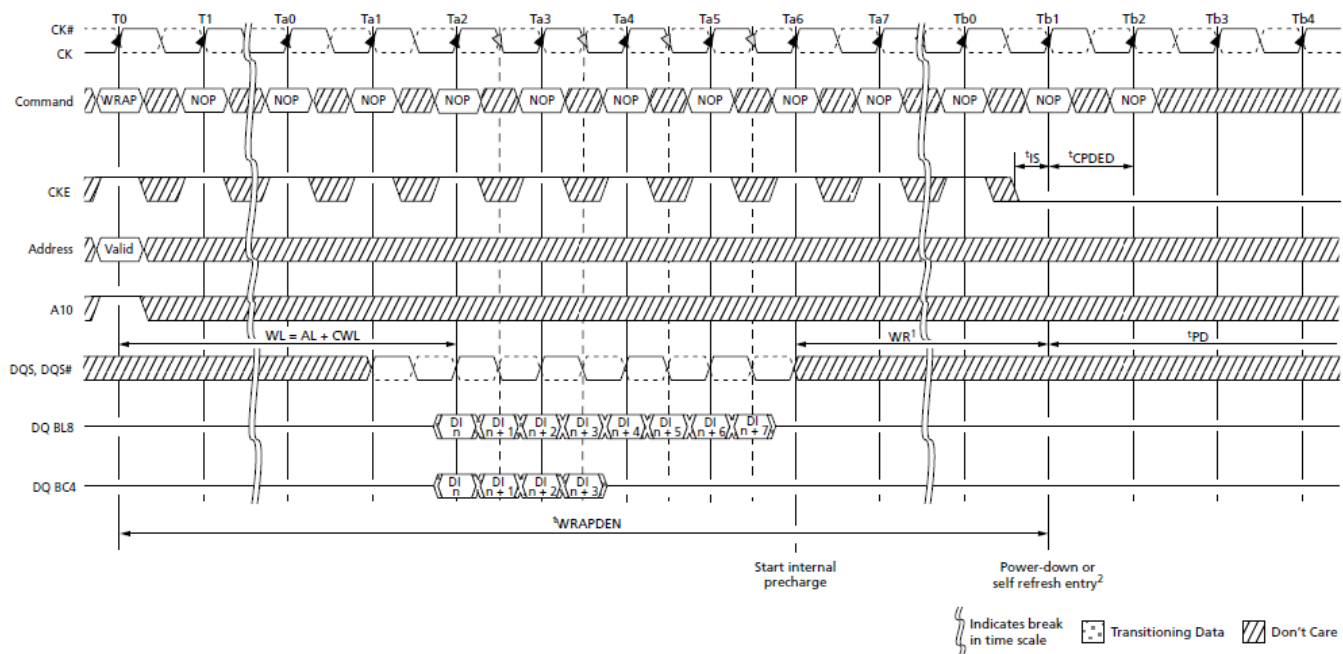 T0 T1 Ta0 Ta1 Ta2 Ta3 Ta4 Ta5 Ta6 Ta7 Tb0 Tb1 Tb2 Tb3 Tb4
CK#
CK
Command WRAP NOP NOP NOP NOP NOP NOP NOP NOP NOP NOP NOP NOP
tIS tCPDED
CKE
Address Valid
A10
WL = AL + CWL WR1 tPD
DQS, DQS#
DQ BL8 DI n DI n + 1 DI n + 2 DI n + 3 DI n + 4 DI n + 5 DI n + 6 DI n + 7
DQ BC4 DI n DI n + 1 DI n + 2 DI n + 3
tWRAPDEN
Start internal Power-down or
precharge self refresh entry2
Indicates break
in time scale Transitioning Data Don't Care